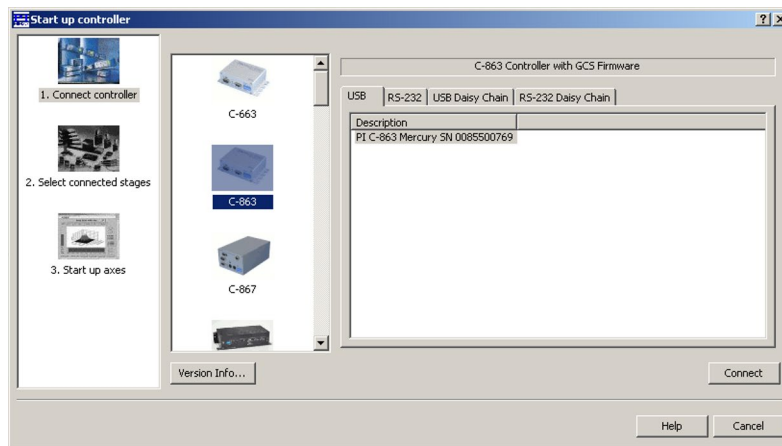 Start up controller
1. Connect controller
2. Select connected stages
3. Start up axes
C-663
C-863
C-867
Version Info...
C-863 Controller with GCS Firmware
USB
RS-232
USB Daisy Chain
RS-232 Daisy Chain
Description
PI C-863 Mercury SN 0085500769
Connect
Help
Cancel